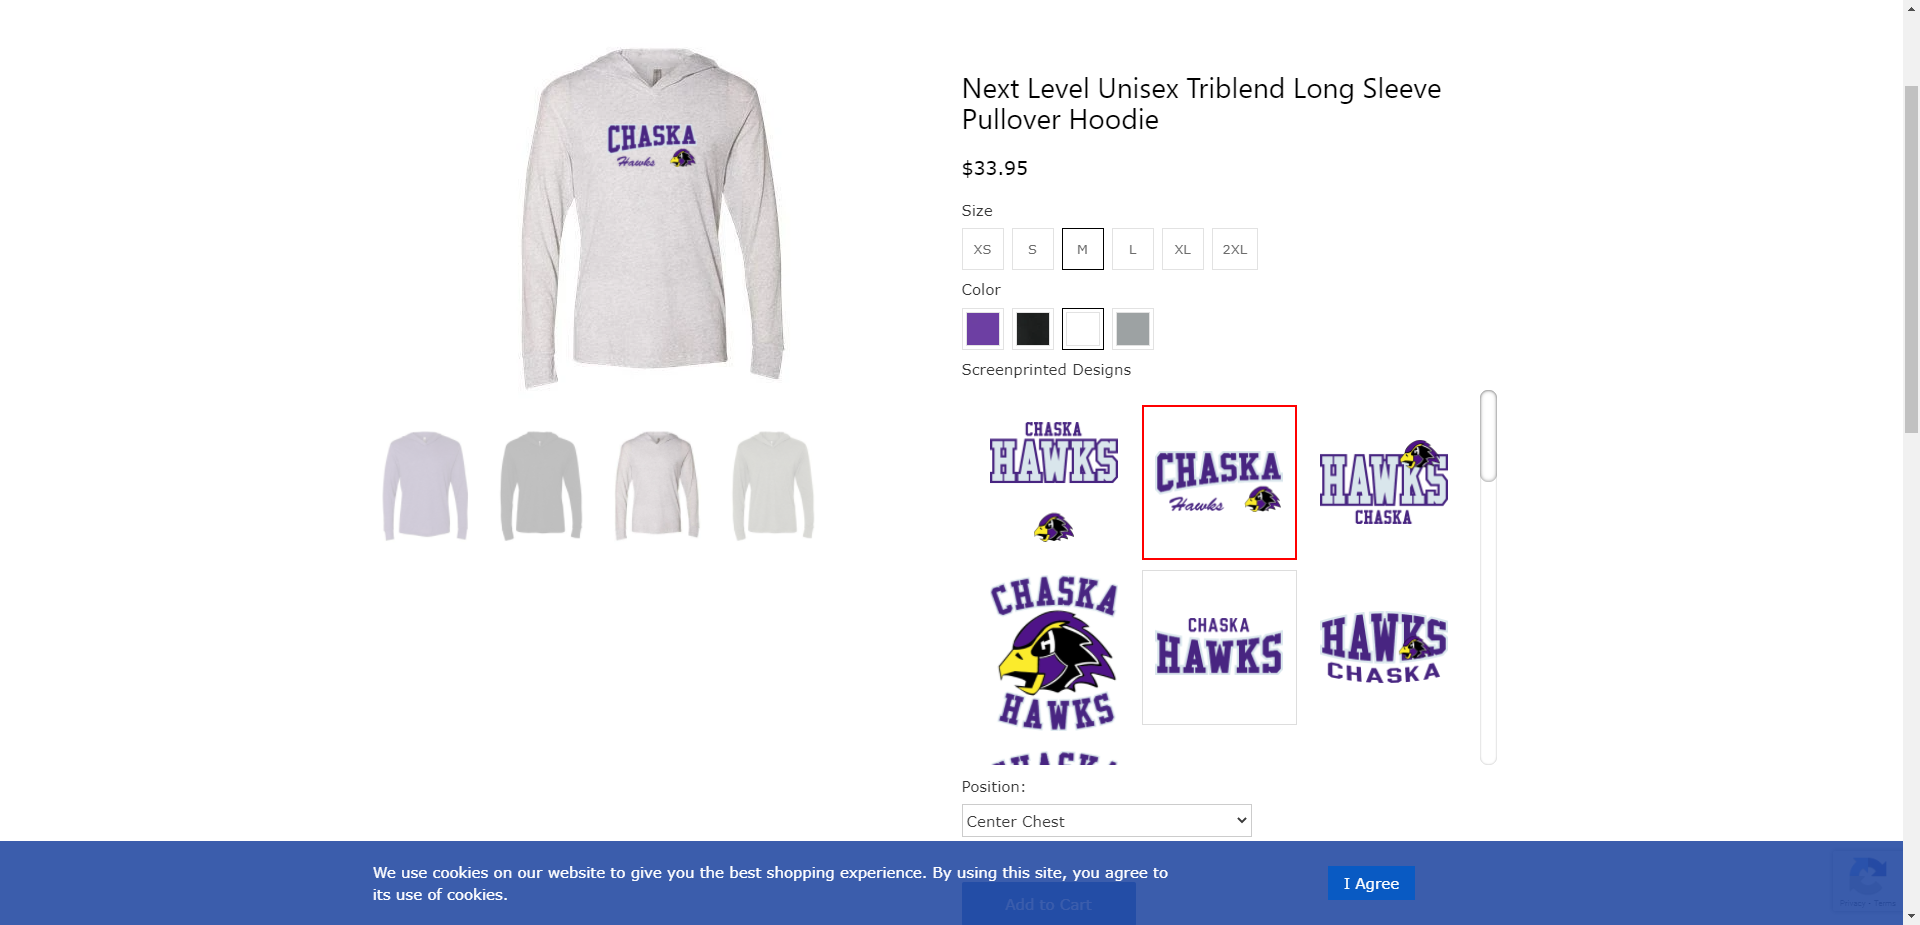 CHASKA
Hawks
Next Level Unisex Triblend Long Sleeve
Pullover Hoodie
$33.95
Size
XS S M L XL 2XL
Color
Screenprinted Designs
CHASKA
HAWKS
CHASKA
Hawks
HAWKS
CHASKA
CHASKA
HAWKS
CHASKA
HAWKS
HAWKS
CHASKA
CHASKA
Position:
Center Chest
We use cookies on our website to give you the best shopping experience. By using this site, you agree to
its use of cookies.
I Agree
Add to Cart
Privacy - Terms